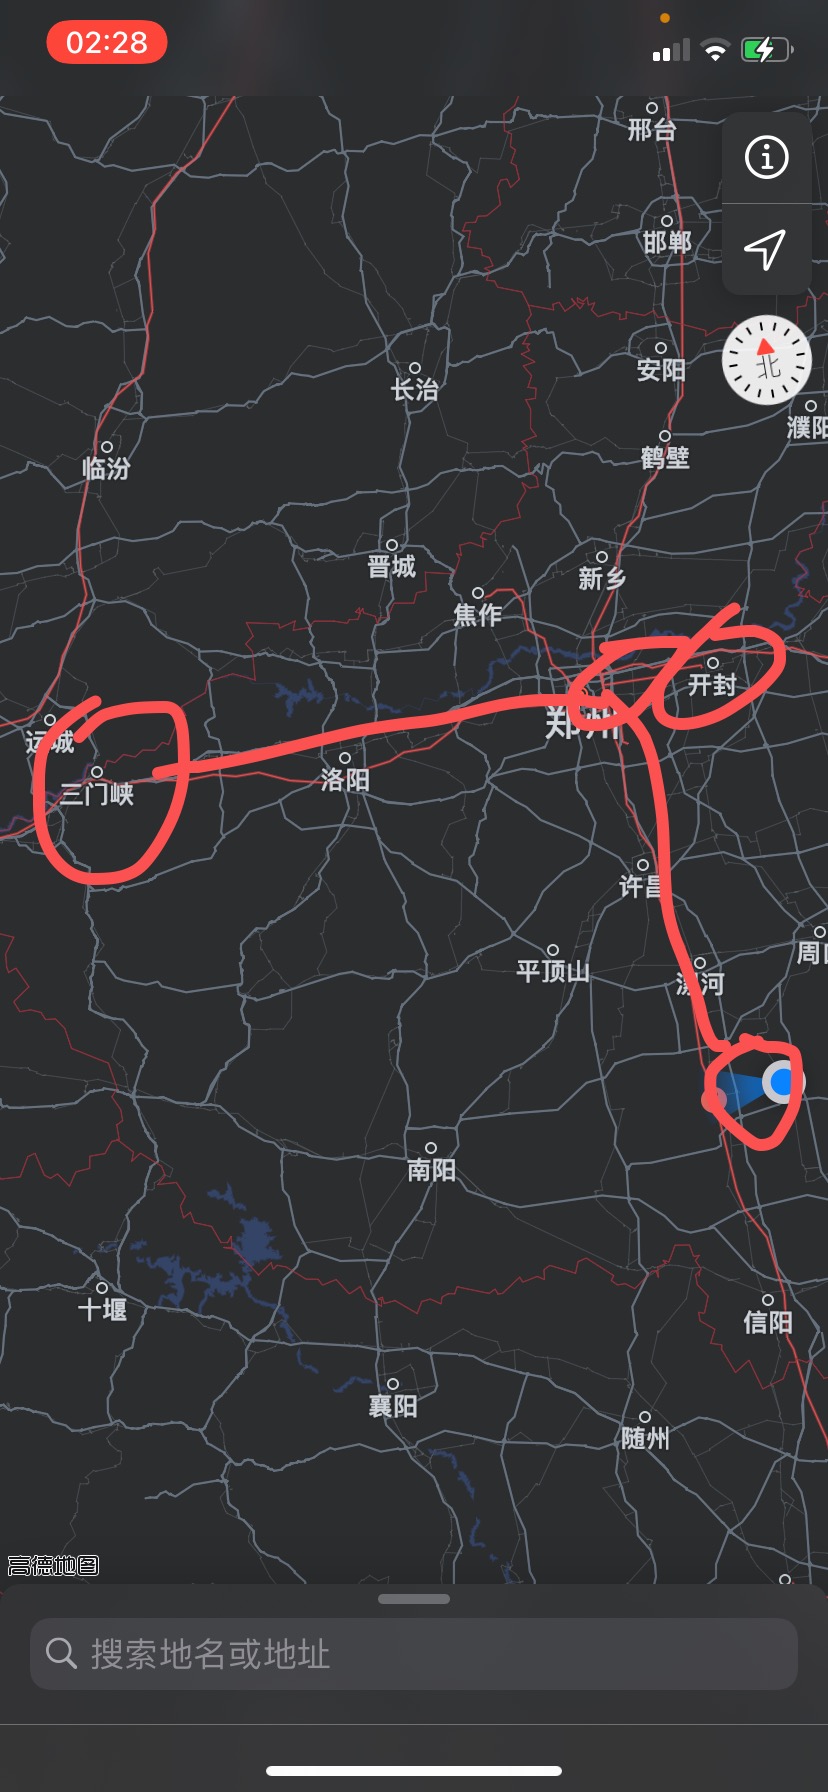 02:28
邢台
邯郸
北
安阳
长治
濮阳
鹤壁
临汾
晋城
新乡
焦作
开封
郑州
运城
三门峡
洛阳
许昌
周口
平顶山
漯河
南阳
十堰
信阳
襄阳
随州
高德地图
搜索地名或地址